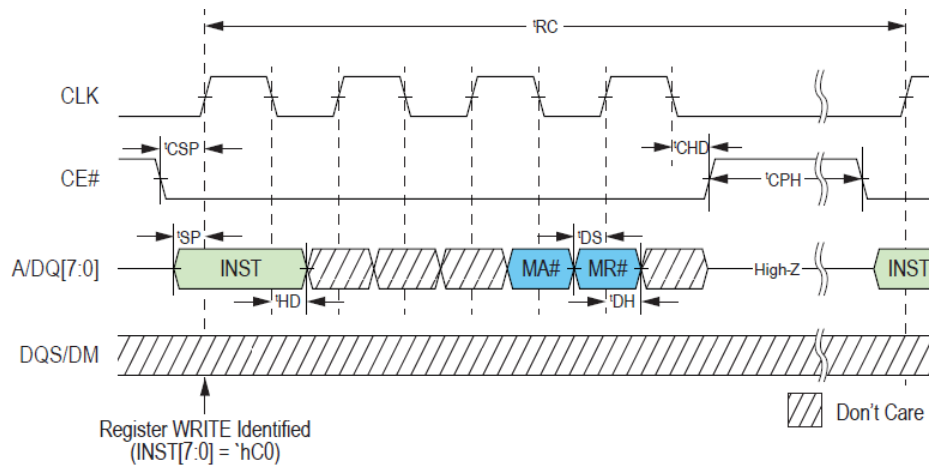 tRC
CLK
tCSP
tCHD
CE#
tCPH
tSP
tDS
A/DQ[7:0]
INST
MA#
MR#
High-Z
INST
tHD
tDH
DQS/DM
Don't Care
Register WRITE Identified
(INST[7:0] = `hC0)